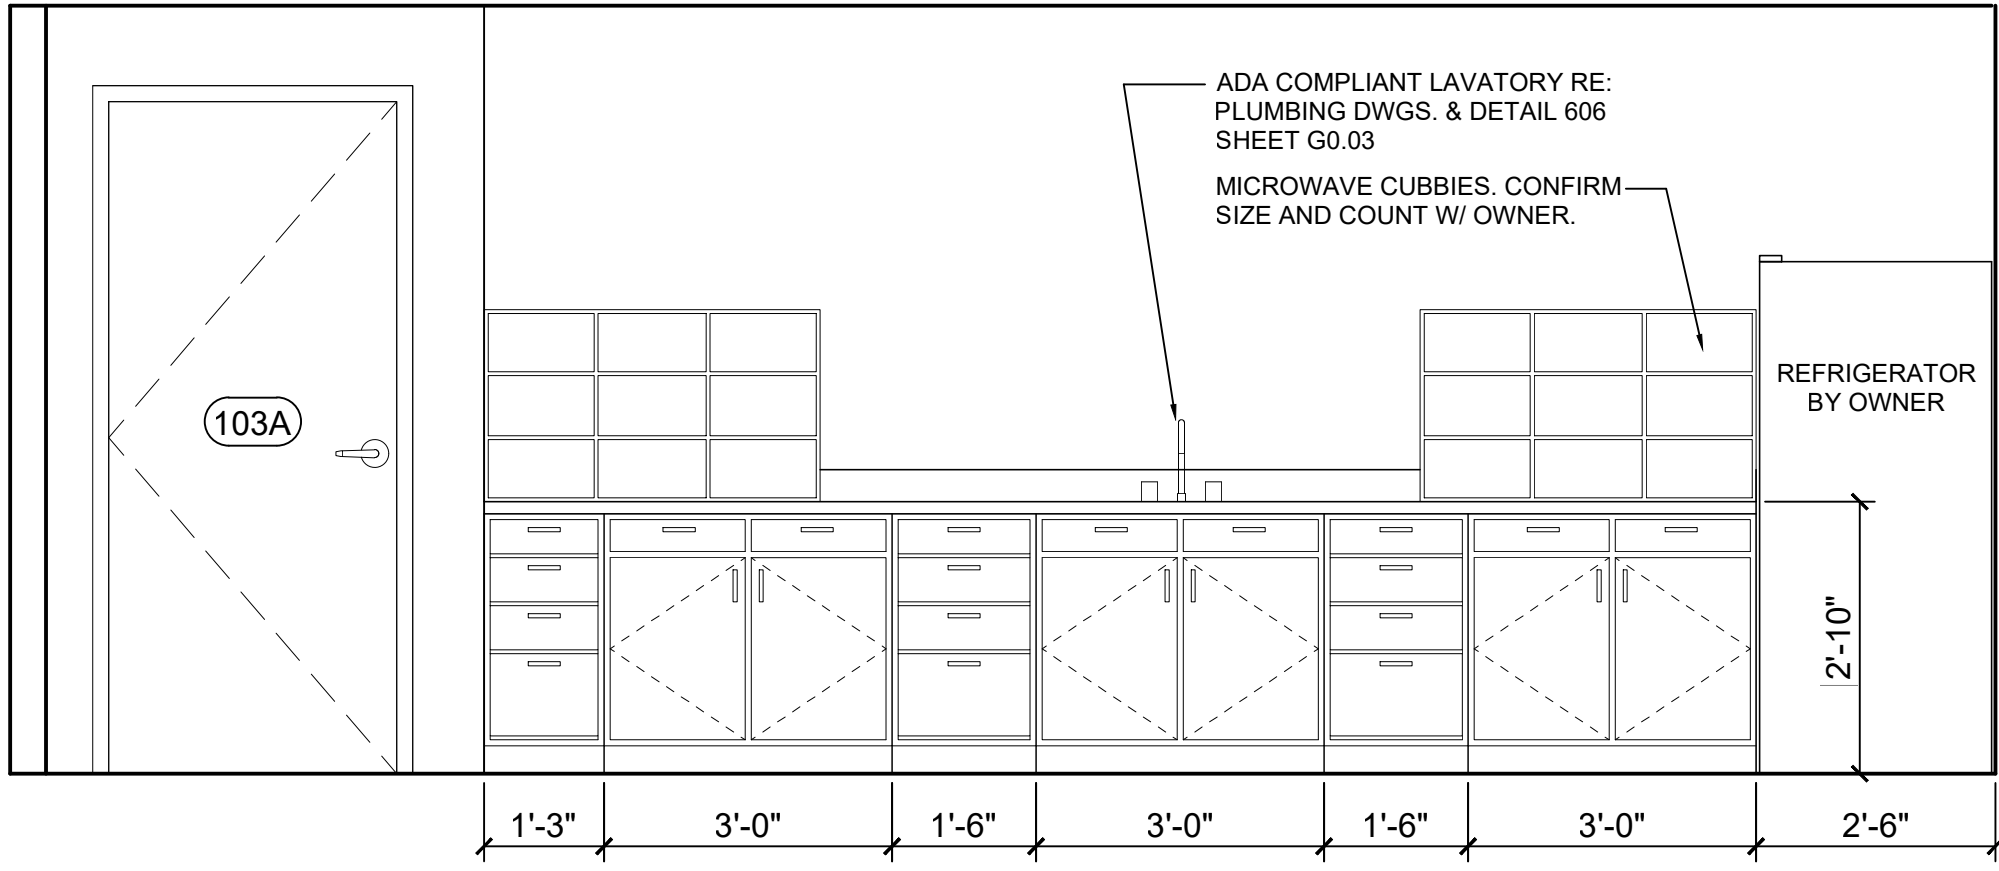 ADA COMPLIANT LAVATORY RE:
PLUMBING DWGS. & DETAIL 606
SHEET G0.03
MICROWAVE CUBBIES. CONFIRM
SIZE AND COUNT W/ OWNER.
REFRIGERATOR
BY OWNER
103A
2'-10"
1'-3"
3'-0"
1'-6"
3'-0"
1'-6"
3'-0"
2'-6"